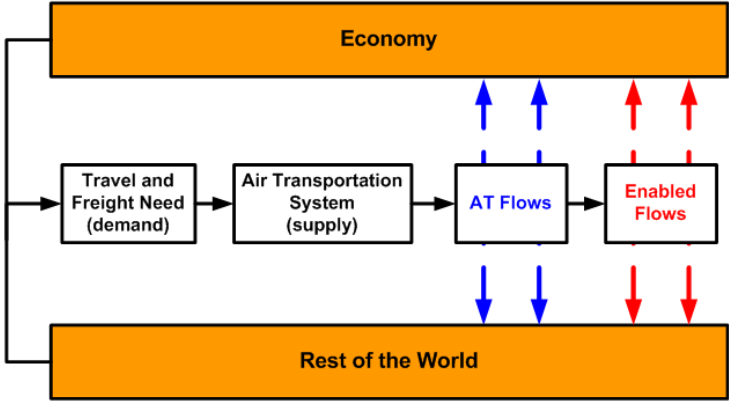 Economy
Travel and
Freight Need
(demand)
Air Transportation
System
(supply)
AT Flows
Enabled
Flows
Rest of the World